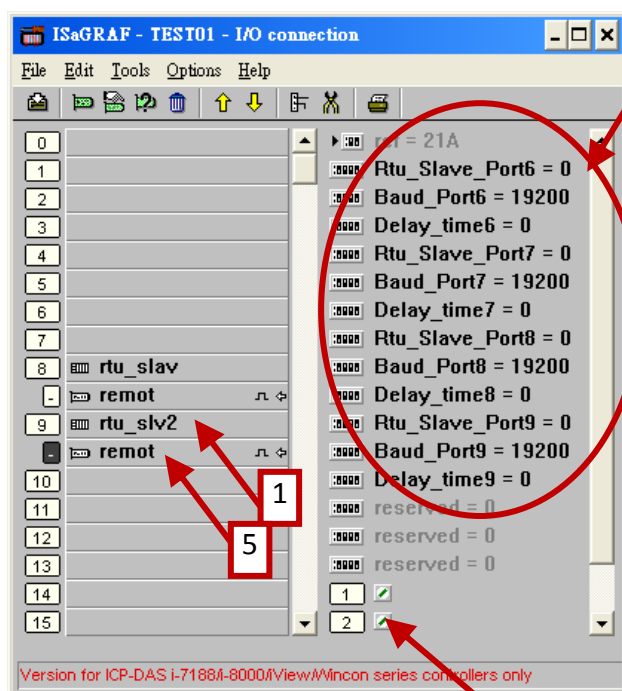 ISaGRAF - TEST01 - I/O connection
File Edit Tools Options Help
0
1
2
3
4
5
6
7
8 rtu_slav
- remot
9 rtu_slv2
- remot
10
11
12
13
14
15
1
5
ref = 21A
Rtu_Slave_Port6 = 0
Baud_Port6 = 19200
Delay_time6 = 0
Rtu_Slave_Port7 = 0
Baud_Port7 = 19200
Delay_time7 = 0
Rtu_Slave_Port8 = 0
Baud_Port8 = 19200
Delay_time8 = 0
Rtu_Slave_Port9 = 0
Baud_Port9 = 19200
Delay_time9 = 0
reserved = 0
reserved = 0
reserved = 0
1
2
Version for ICP-DAS i-7188/i-8000/iView/Wincon series controllers only